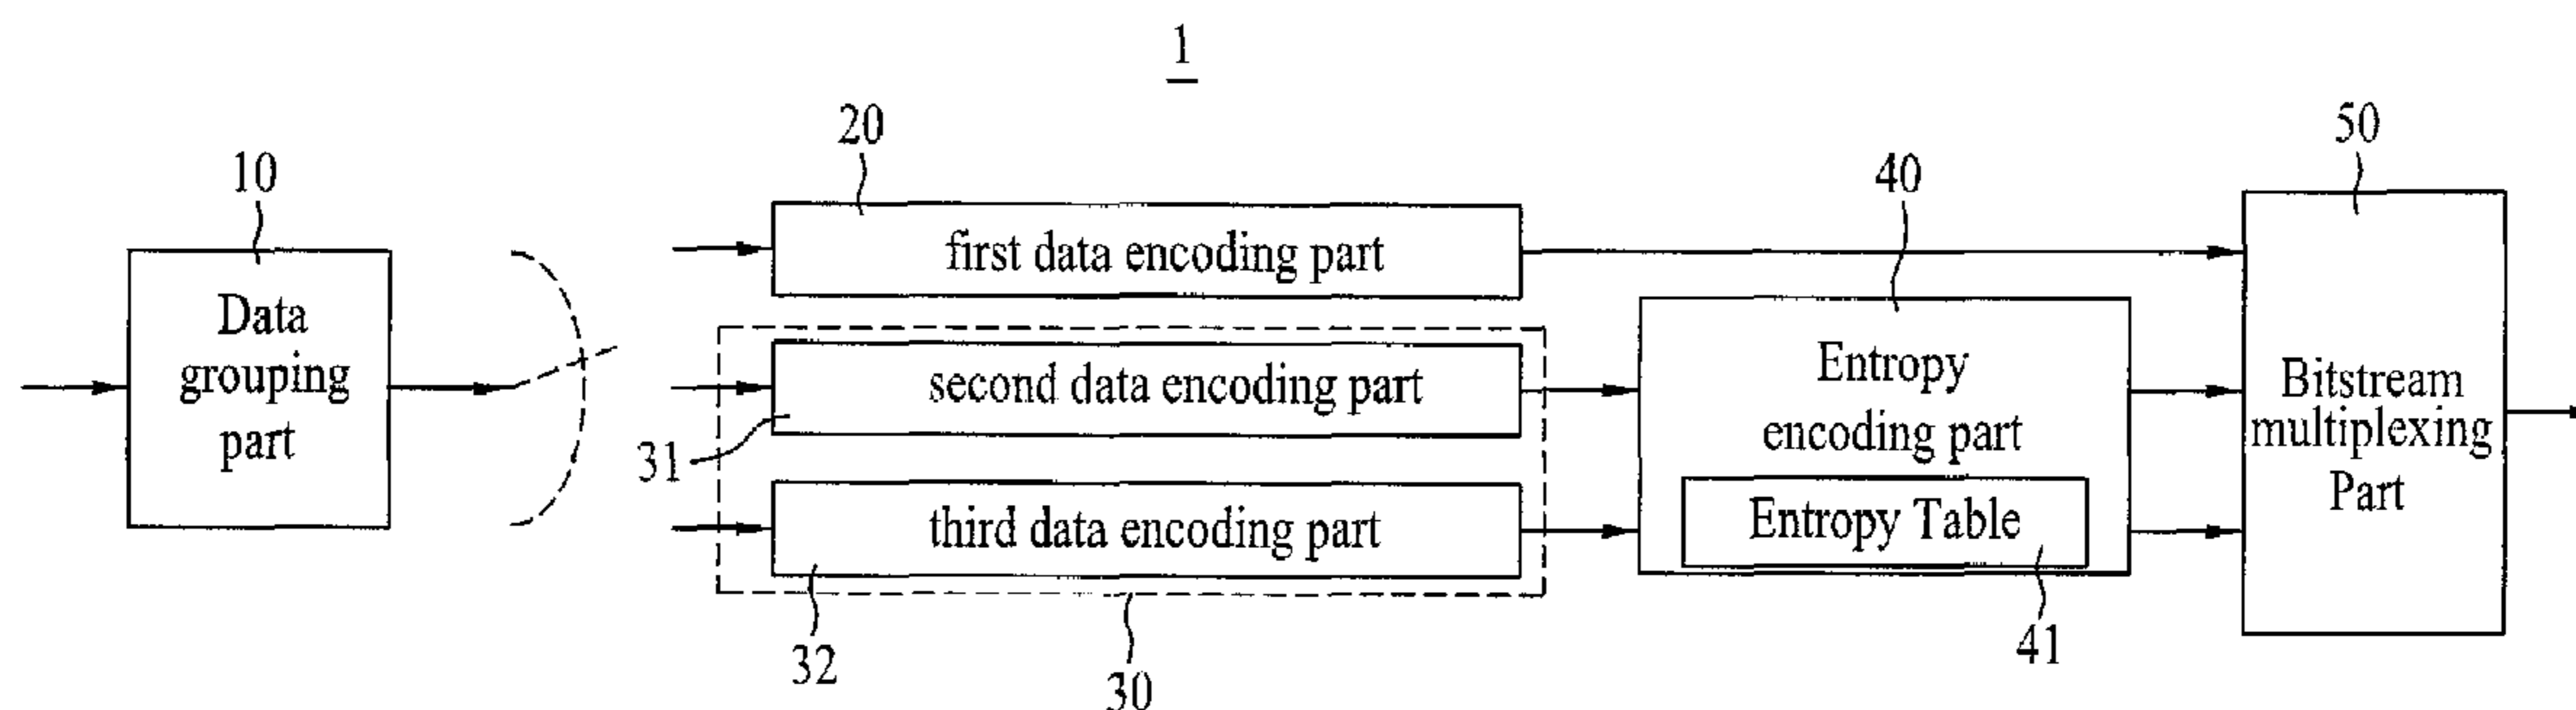 1
10
Data
grouping
part
20
first data encoding part
31
second data encoding part
32
third data encoding part
30
40
Entropy
encoding part
Entropy Table
41
50
Bitstream
multiplexing
Part